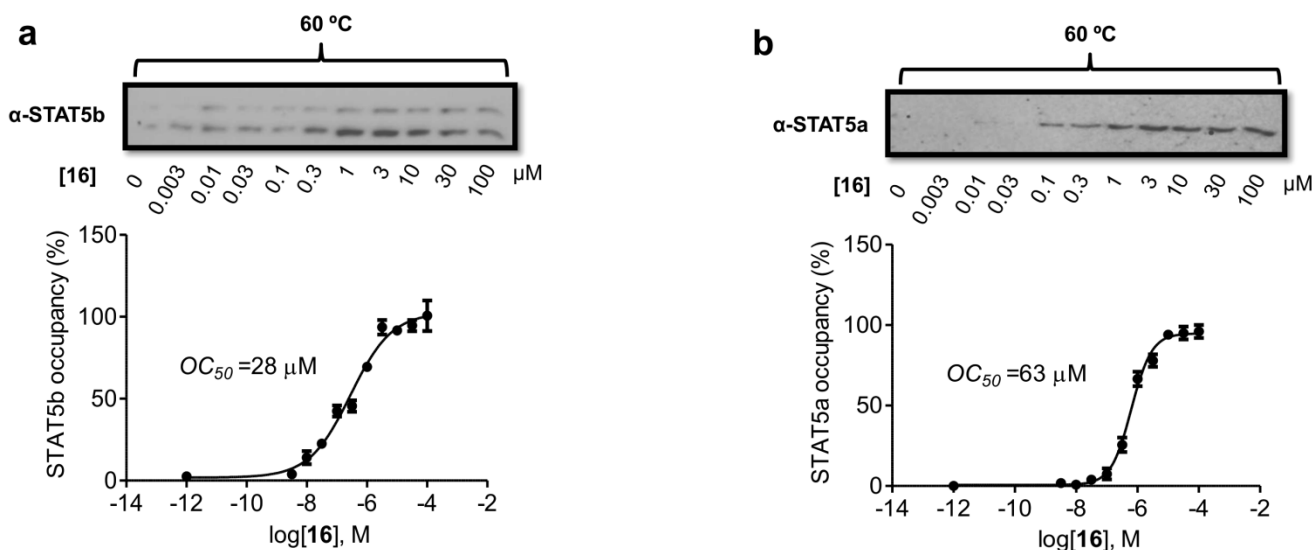 a
60 ºC
α-STAT5b
[16] 0 0.003 0.01 0.03 0.1 0.3 1 3 10 30 100 μM
150
100
50
0
STAT5b occupancy (%)
OC50 =28 μM
-14 -12 -10 -8 -6 -4 -2
log[16], M
b
60 ºC
α-STAT5a
[16] 0 0.003 0.01 0.03 0.1 0.3 1 3 10 30 100 μM
150
100
50
0
STAT5a occupancy (%)
OC50 =63 μM
-14 -12 -10 -8 -6 -4 -2
log[16], M